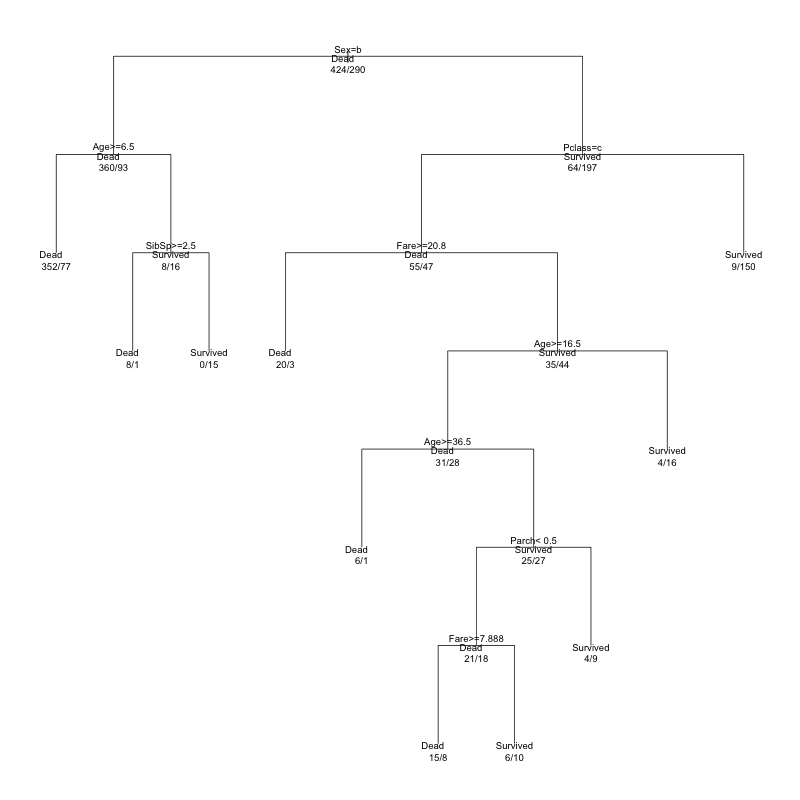 Sex=b
Dead
424/290
Age>=6.5
Dead
360/93
Pclass=c
Survived
64/197
Dead
352/77
SibSp>=2.5
Survived
8/16
Fare>=20.8
Dead
55/47
Survived
9/150
Dead
8/1
Survived
0/15
Dead
20/3
Age>=16.5
Survived
35/44
Age>=36.5
Dead
31/28
Survived
4/16
Dead
6/1
Parch< 0.5
Survived
25/27
Fare>=7.888
Dead
21/18
Survived
4/9
Dead
15/8
Survived
6/10